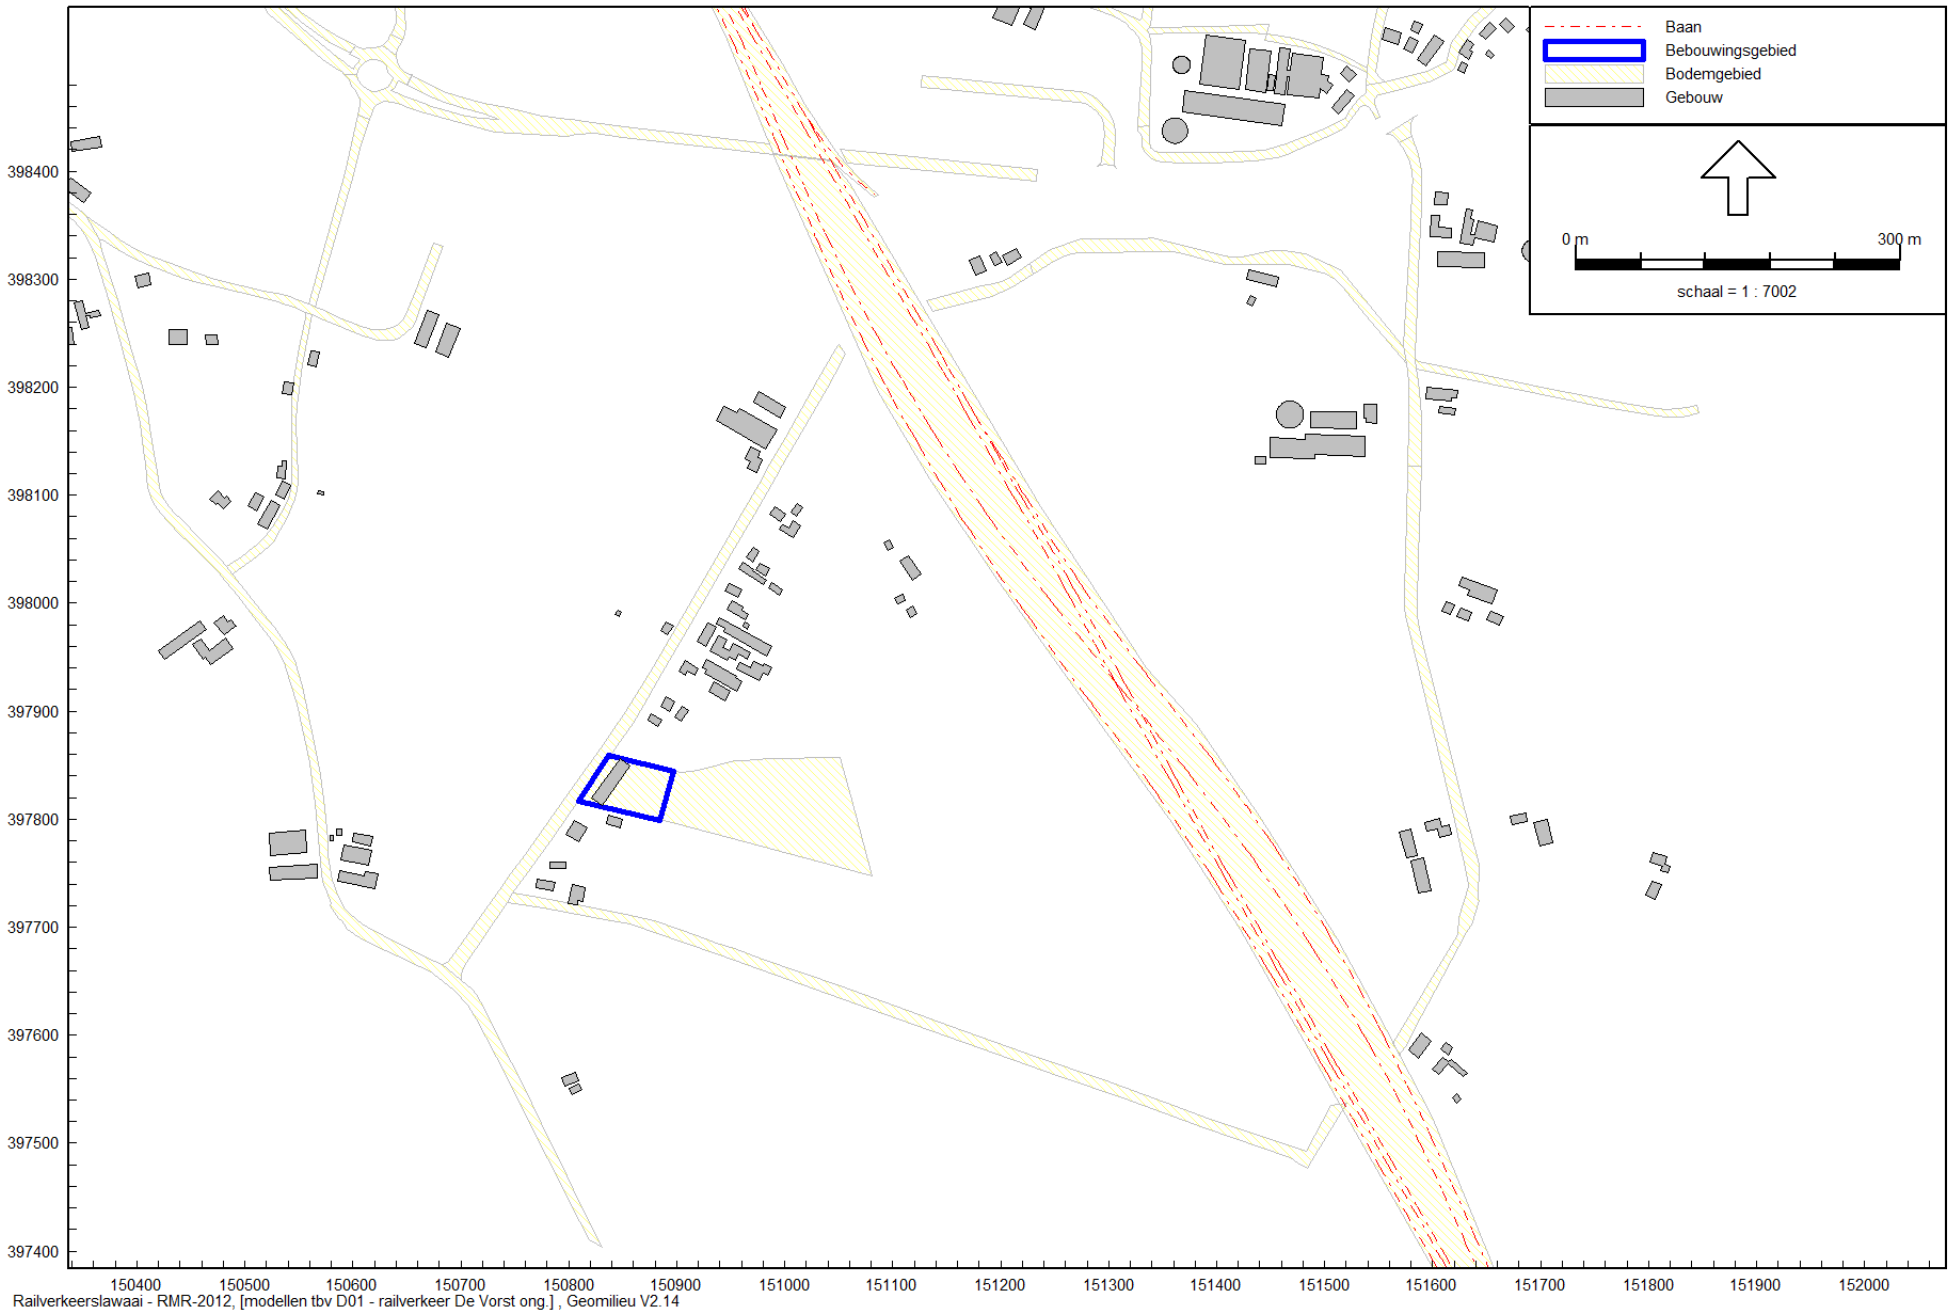 Baan
Bebouwingsgebied
Bodemgebied
Gebouw
0 m 300 m
schaal = 1 : 7002
398400
398300
398200
398100
398000
397900
397800
397700
397600
397500
397400
150400 150500 150600 150700 150800 150900 151000 151100 151200 151300 151400 151500 151600 151700 151800 151900 152000
Railverkeerslawaai - RMR-2012, [modellen tbv D01 - railverkeer De Vorst ong.] , Geomilieu V2.14